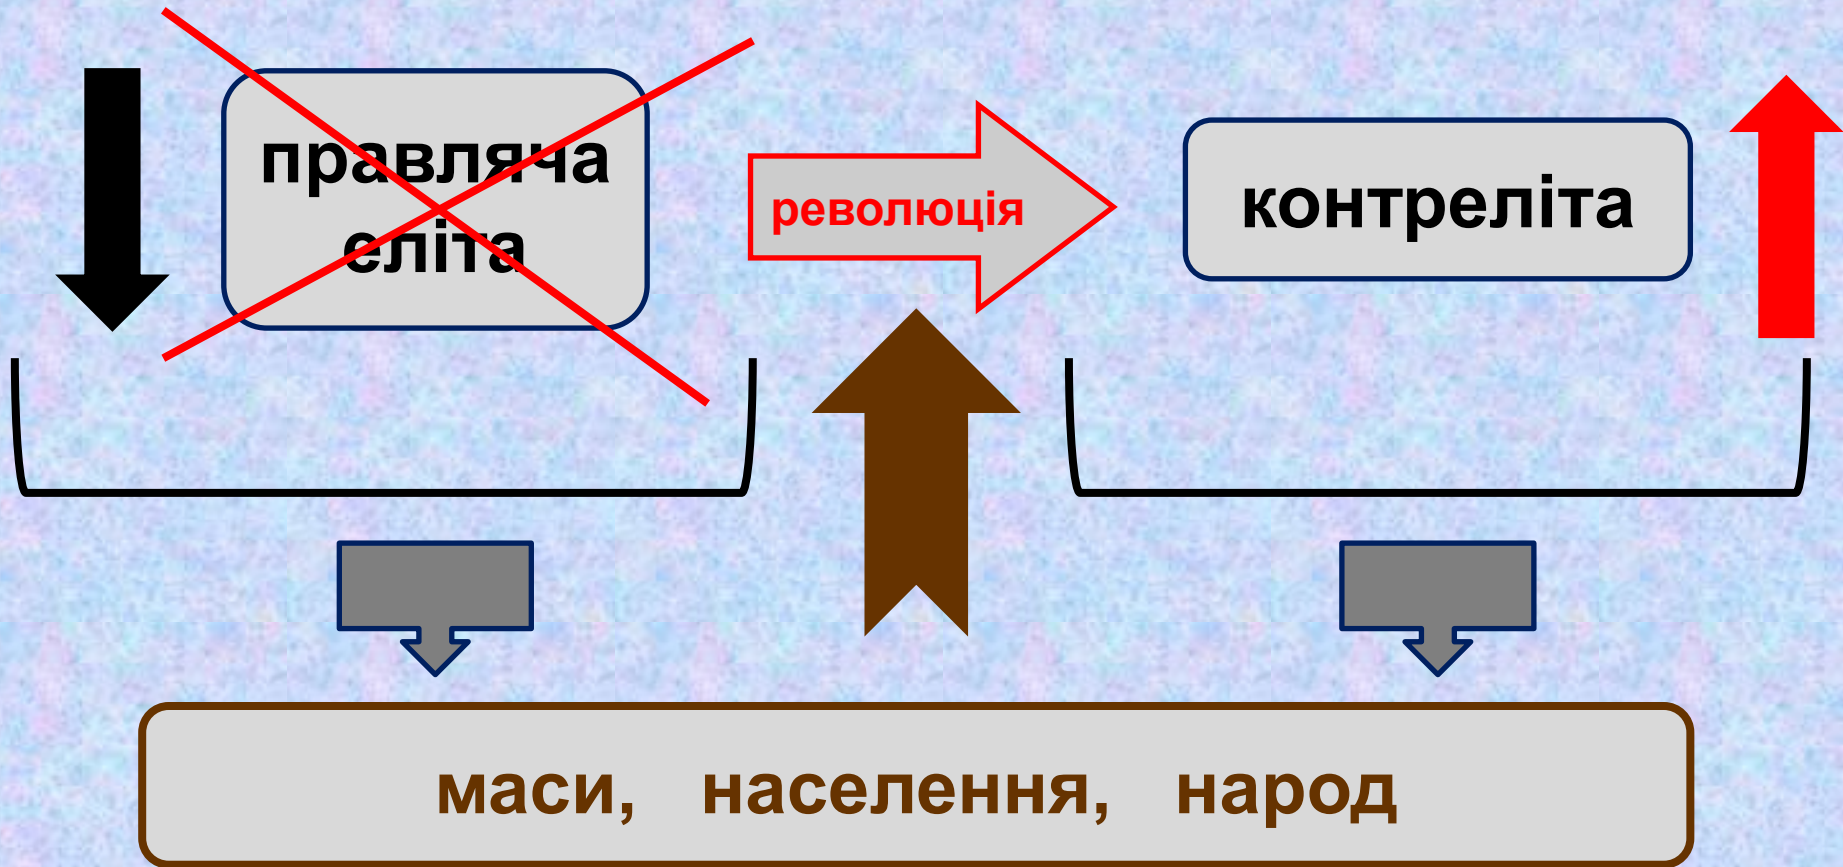 правляча
еліта
революція
контреліта
маси, населення, народ